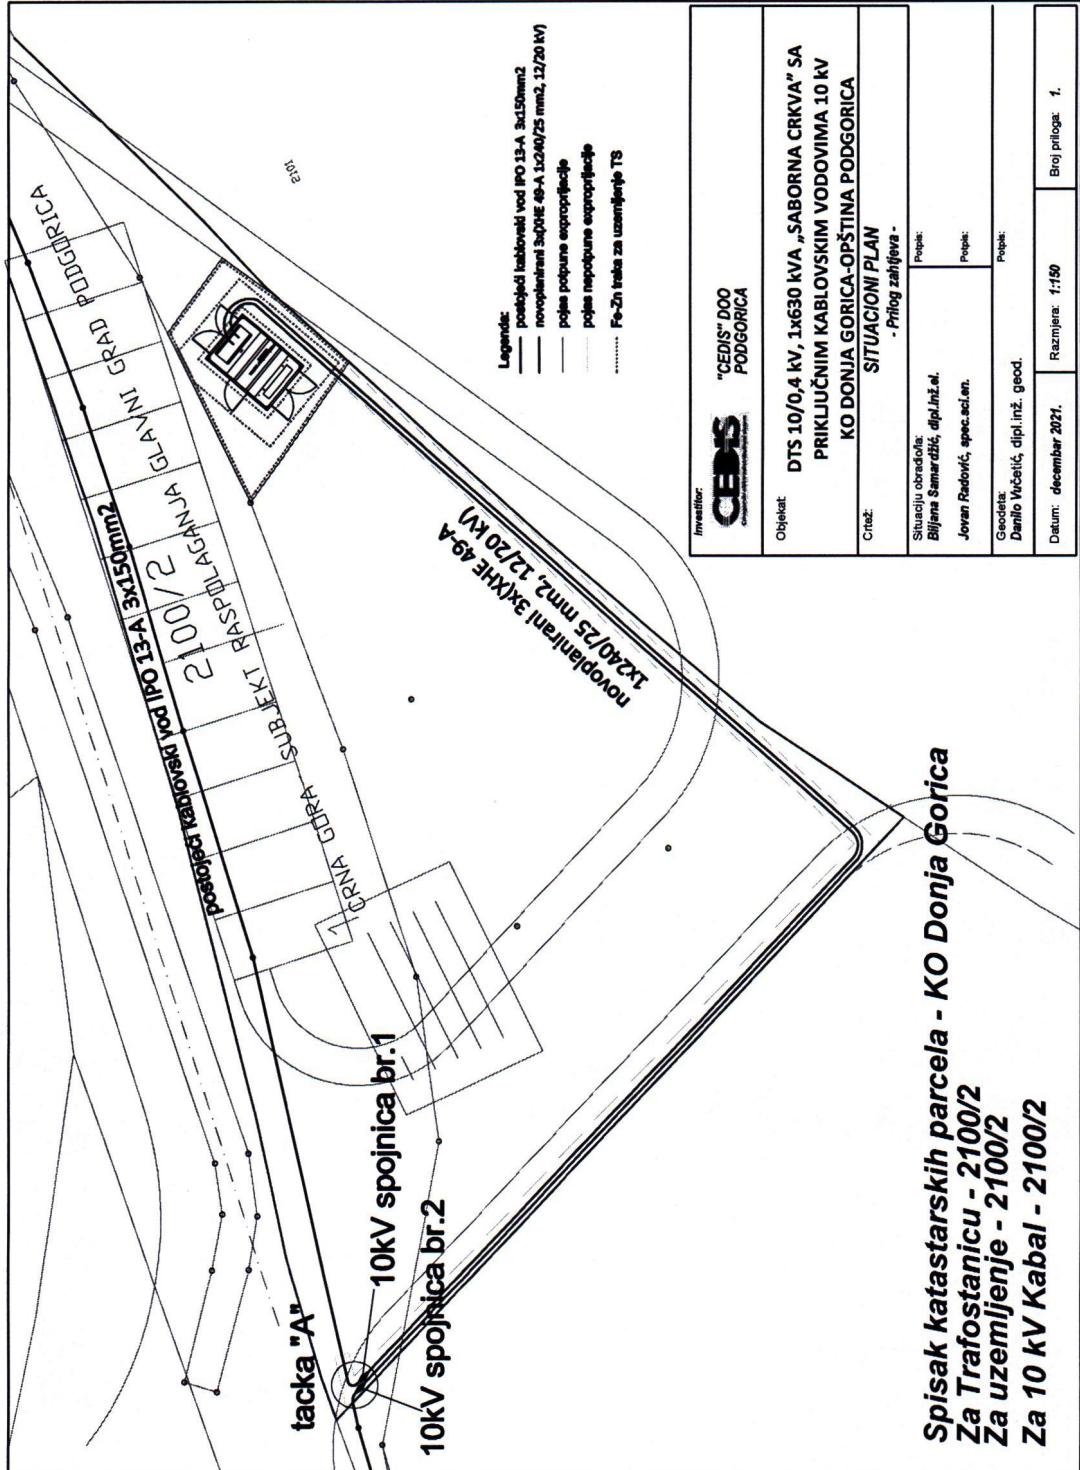 tacka "A"
10kV spojnica br.1
10kV spojnica br.2
postojeći kablovski vod IPO 13-A 3x150mm2
2100/2
CRNA GORA - SUBJEKT RASPOLAGANJA GLAVNI GRAD PODGORICA
2101
novoplanirani 3x(XHE 49-A
1x240/25 mm2, 12/20 kV)
Legenda:
postojeći kablovski vod IPO 13-A 3x150mm2
novoplanirani 3x(XHE 49-A 1x240/25 mm2, 12/20 kV)
pojas potpune exproprijacije
pojas nepotpune exproprijacije
Fe-Zn traka za uzemljenje TS
Spisak katastarskih parcela - KO Donja Gorica
Za Trafostanicu - 2100/2
Za uzemljenje - 2100/2
Za 10 kV Kabal - 2100/2
Investitor:
CEDIS
"CEDIS" DOO
PODGORICA
Objekat:
DTS 10/0,4 kV, 1x630 kVA „SABORNA CRKVA" SA
PRIKLJUČNIM KABLOVSKIM VODOVIMA 10 kV
KO DONJA GORICA-OPŠTINA PODGORICA
Crtež:
SITUACIONI PLAN
- Prilog zahtjeva -
Situaciju obradio/la:
Biljana Samardžić, dipl.inž.el.
Potpis:
Jovan Radović, spec.sci.en.
Potpis:
Geodeta:
Danilo Vučetić, dipl.inž. geod.
Potpis:
Datum: decembar 2021.
Razmjera: 1:150
Broj priloga: 1.